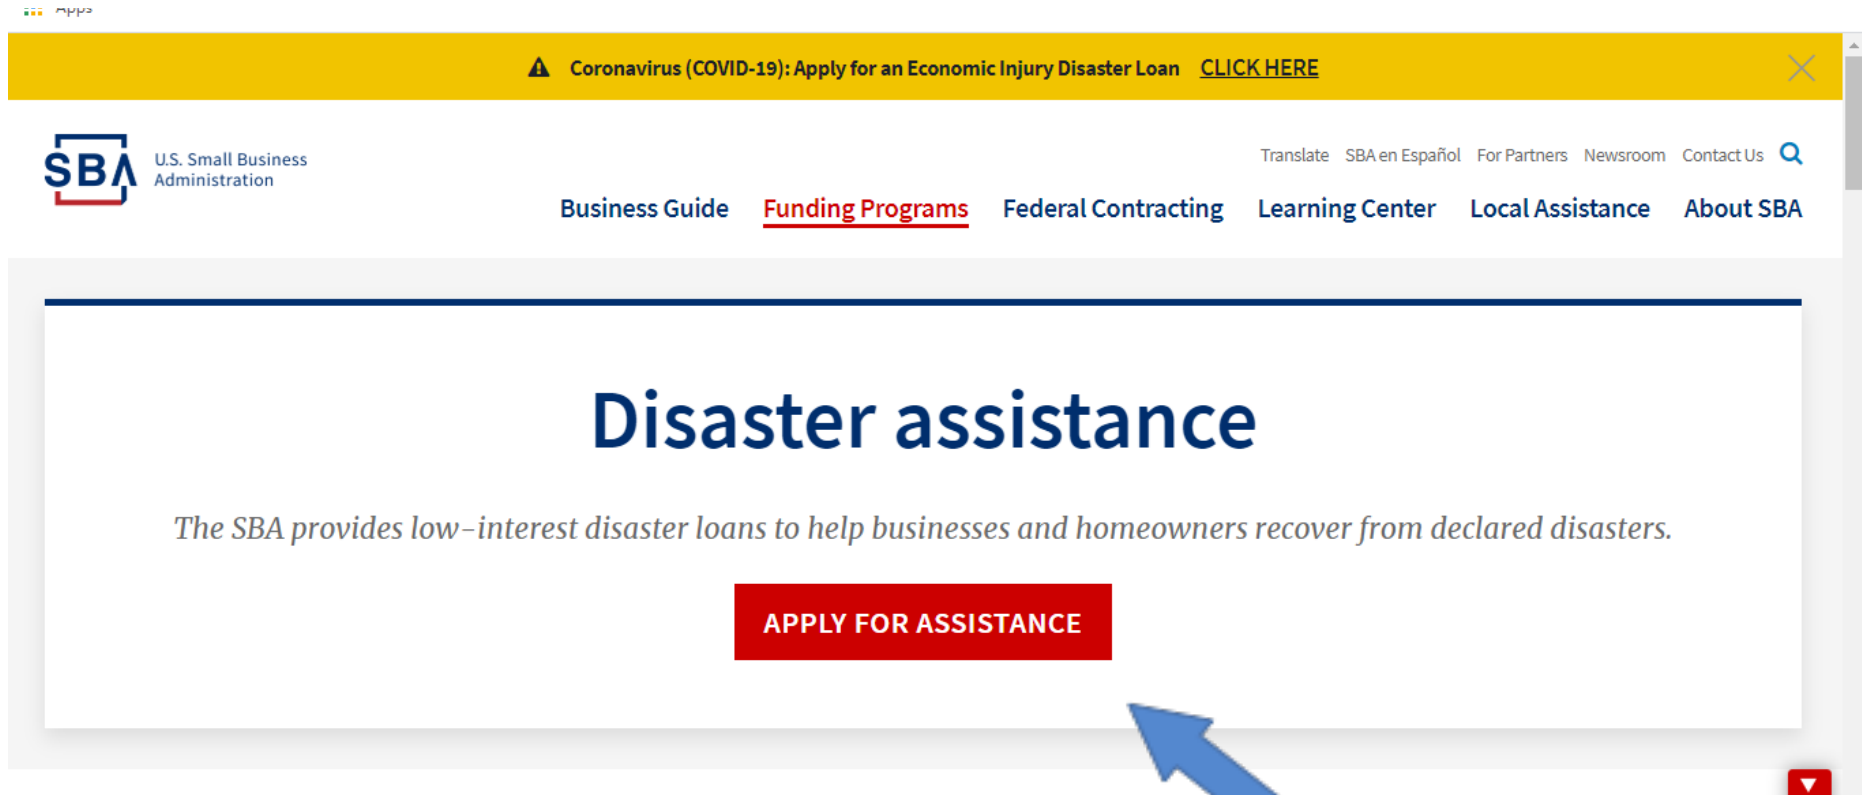 Apps
Coronavirus (COVID-19): Apply for an Economic Injury Disaster Loan CLICK HERE
SBA U.S. Small Business
Administration
Translate SBA en Español For Partners Newsroom Contact Us
Business Guide Funding Programs Federal Contracting Learning Center Local Assistance About SBA
Disaster assistance
The SBA provides low-interest disaster loans to help businesses and homeowners recover from declared disasters.
APPLY FOR ASSISTANCE